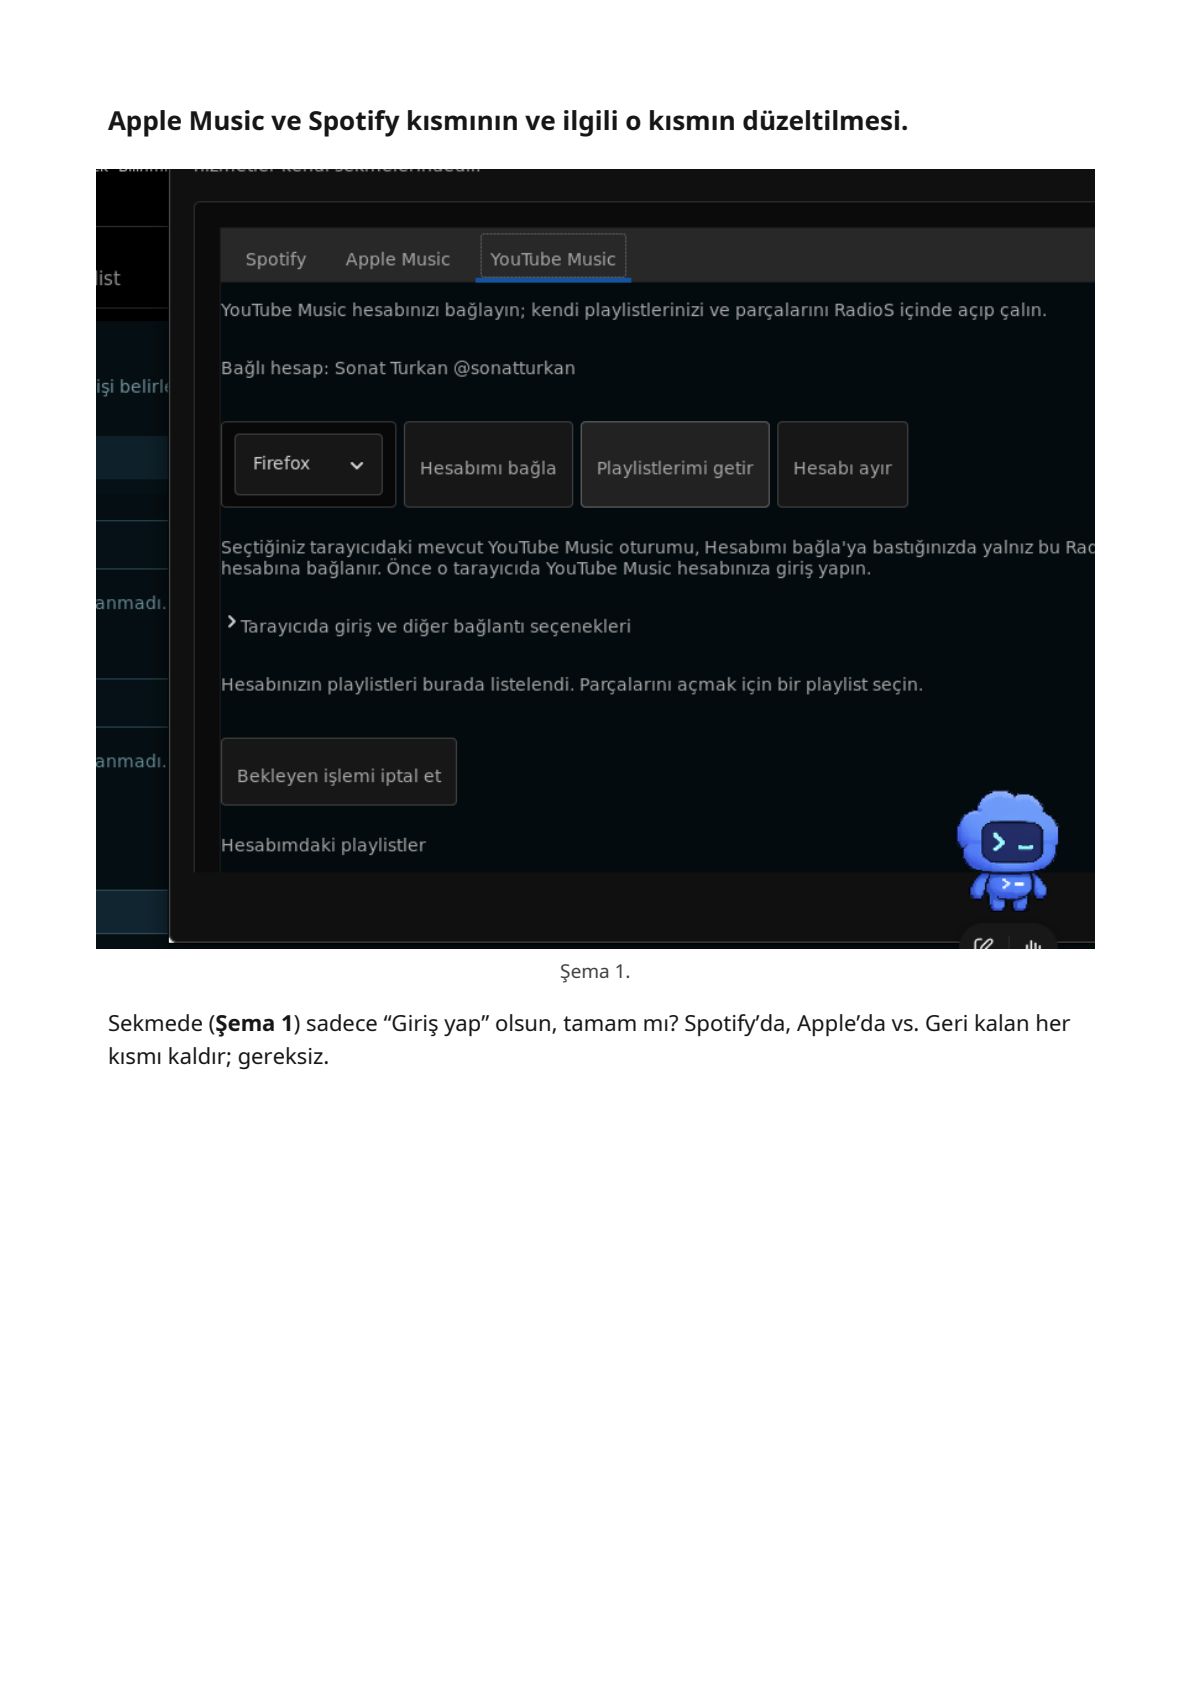 Apple Music ve Spotify kısmının ve ilgili o kısmın düzeltilmesi.
Spotify
Apple Music
YouTube Music
list
YouTube Music hesabınızı bağlayın; kendi playlistlerinizi ve parçalarını RadioS içinde açıp çalın.
Bağlı hesap: Sonat Turkan @sonatturkan
Firefox
Hesabımı bağla
Playlistlerimi getir
Hesabı ayır
Seçtiğiniz tarayıcıdaki mevcut YouTube Music oturumu, Hesabımı bağla'ya bastığınızda yalnız bu Rad
hesabına bağlanır. Önce o tarayıcıda YouTube Music hesabınıza giriş yapın.
anmadı.
Tarayıcıda giriş ve diğer bağlantı seçenekleri
Hesabınızın playlistleri burada listelendi. Parçalarını açmak için bir playlist seçin.
anmadı.
Bekleyen işlemi iptal et
Hesabımdaki playlistler
Şema 1.
Sekmede (Şema 1) sadece “Giriş yap” olsun, tamam mı? Spotify’da, Apple’da vs. Geri kalan her
kısmı kaldır; gereksiz.